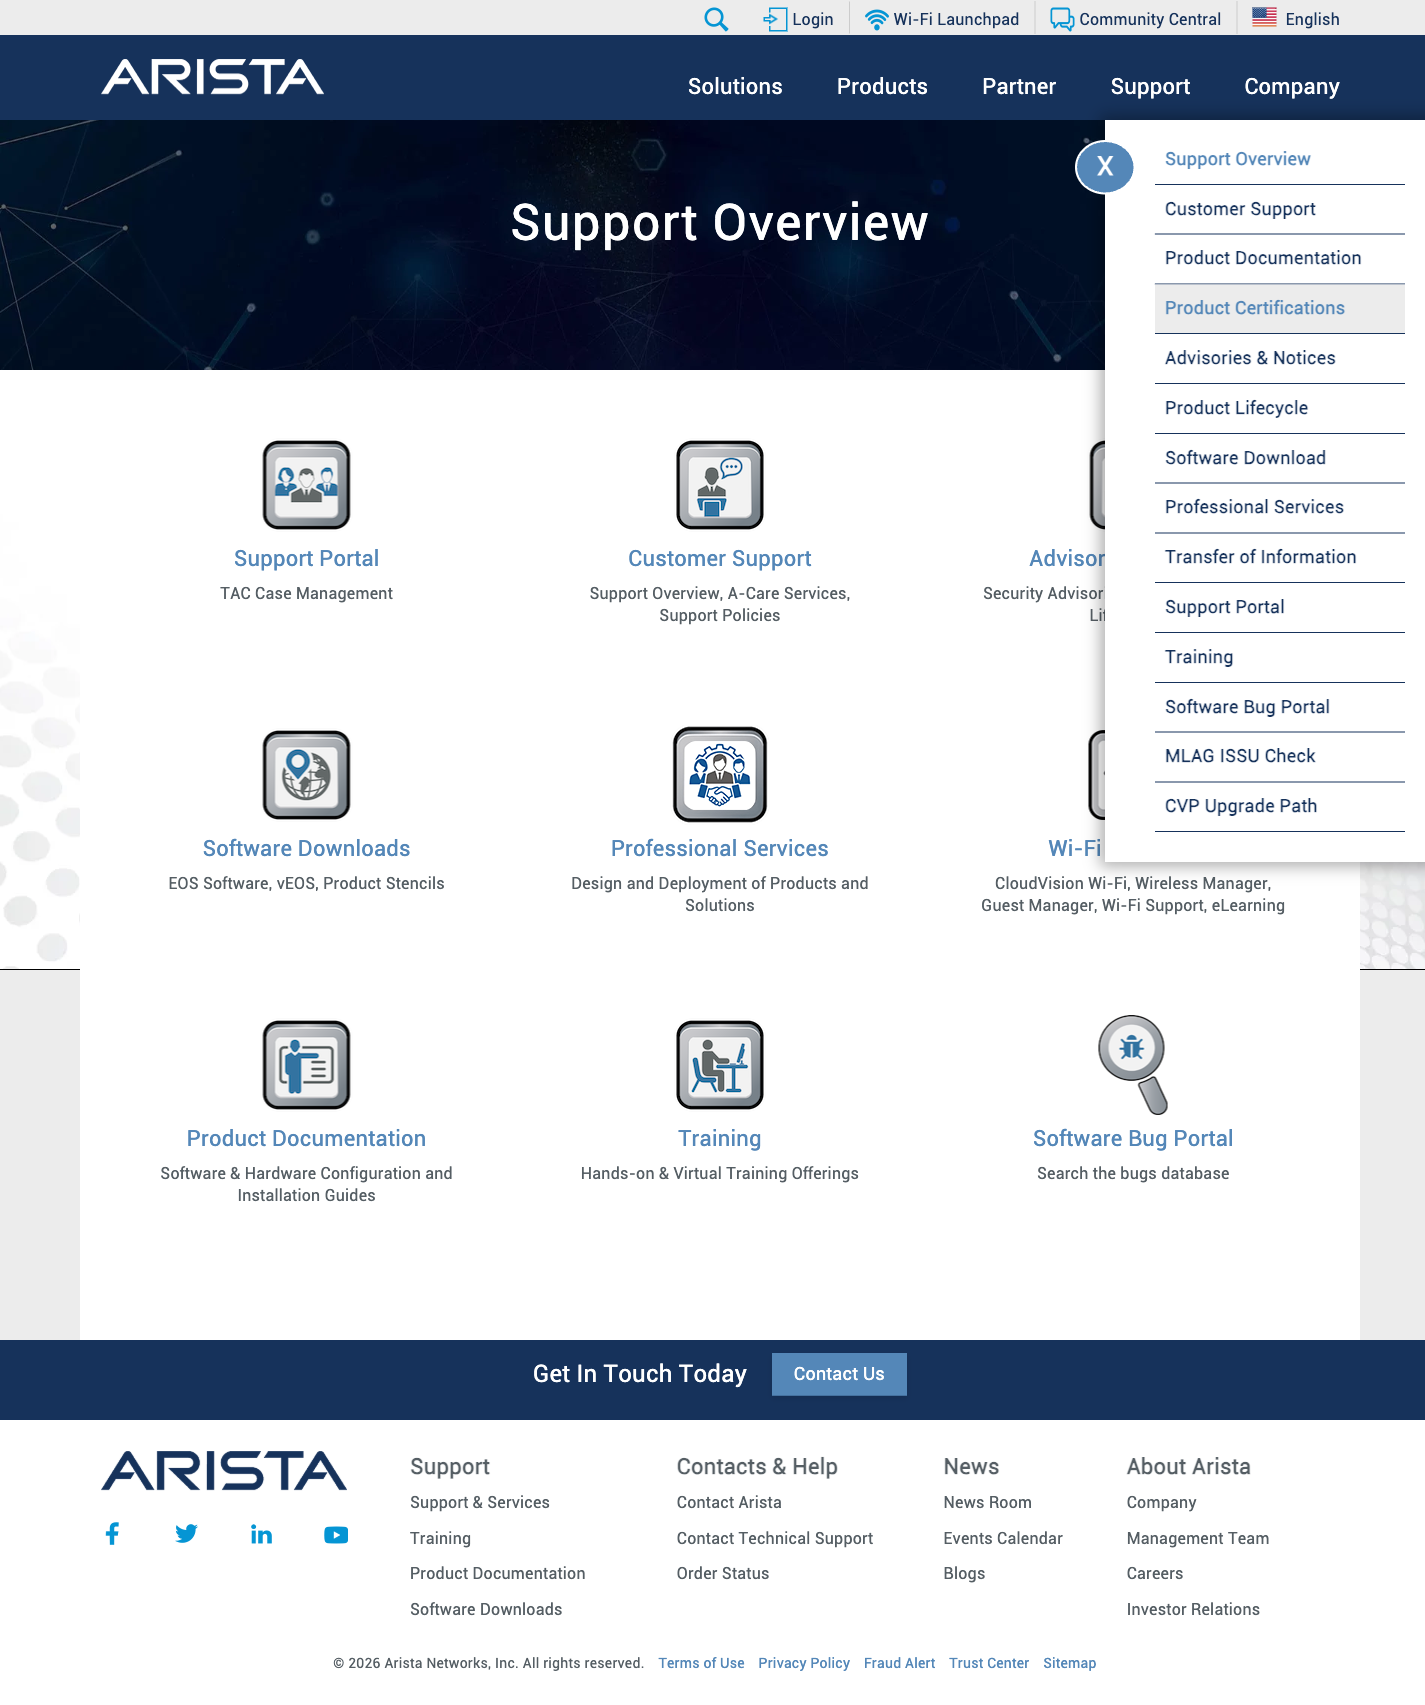 Login
Wi-Fi Launchpad
Community Central
English
ARISTA
Solutions
Products
Partner
Support
Company
Support Overview
X
Support Overview
Customer Support
Product Documentation
Product Certifications
Advisories & Notices
Product Lifecycle
Software Download
Professional Services
Transfer of Information
Support Portal
Training
Software Bug Portal
MLAG ISSU Check
CVP Upgrade Path
Support Portal
TAC Case Management
Customer Support
Support Overview, A-Care Services,
Support Policies
Advisor
Security Advisor
Software Downloads
EOS Software, vEOS, Product Stencils
Professional Services
Design and Deployment of Products and
Solutions
Wi-Fi
CloudVision Wi-Fi, Wireless Manager,
Guest Manager, Wi-Fi Support, eLearning
Product Documentation
Software & Hardware Configuration and
Installation Guides
Training
Hands-on & Virtual Training Offerings
Software Bug Portal
Search the bugs database
Get In Touch Today
Contact Us
ARISTA
Support
Support & Services
Training
Product Documentation
Software Downloads
Contacts & Help
Contact Arista
Contact Technical Support
Order Status
News
News Room
Events Calendar
Blogs
About Arista
Company
Management Team
Careers
Investor Relations
© 2026 Arista Networks, Inc. All rights reserved. Terms of Use Privacy Policy Fraud Alert Trust Center Sitemap